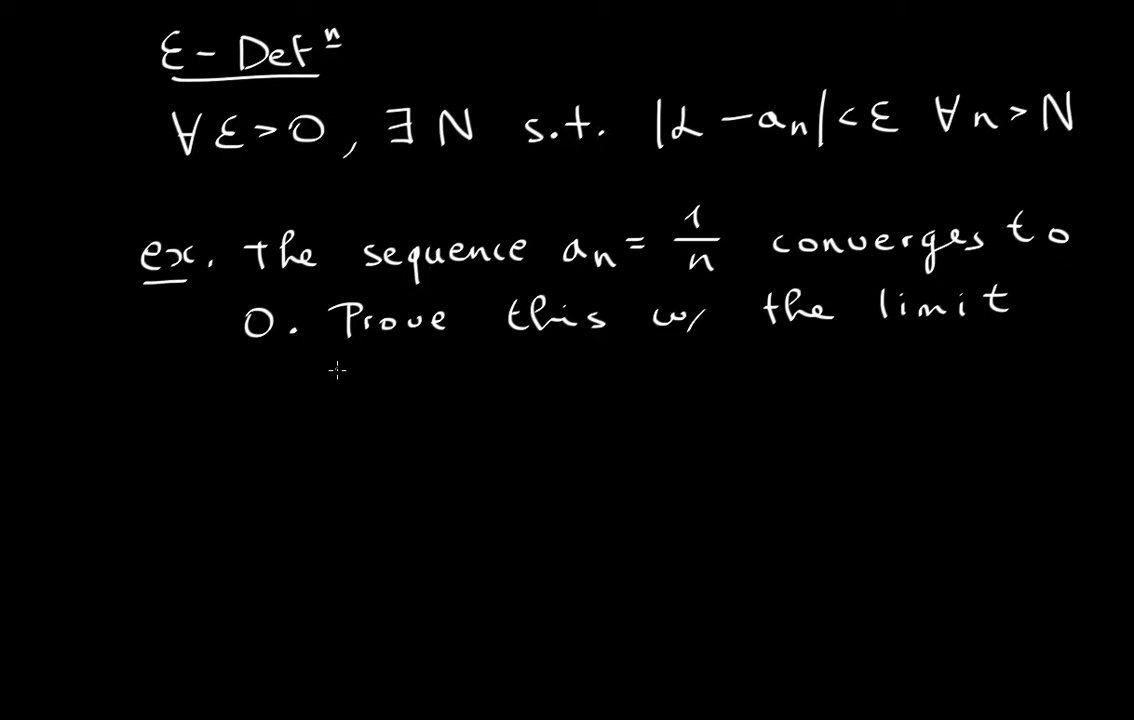 ε - Defⁿ
∀ ε > 0, ∃ N s.t. |L - aₙ| < ε ∀n > N
ex. The sequence aₙ = 1/n converges to
0. Prove this w/ the limit